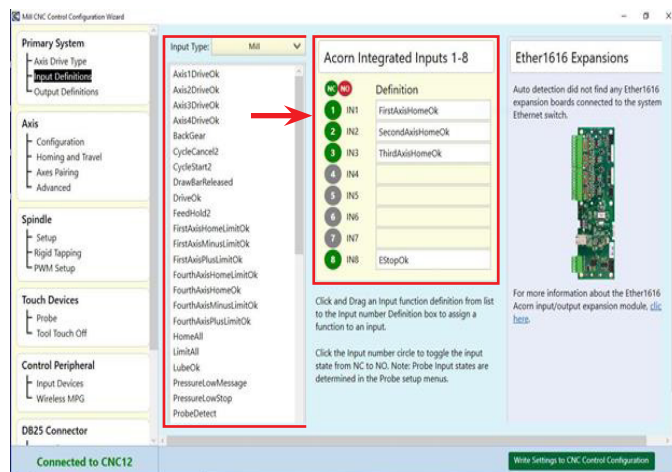 Mill CNC Control Configuration Wizard
Primary System
Axis Drive Type
Input Definitions
Output Definitions
Axis
Configuration
Homing and Travel
Axes Pairing
Advanced
Spindle
Setup
Rigid Tapping
PWM Setup
Touch Devices
Probe
Tool Touch Off
Control Peripheral
Input Devices
Wireless MPG
DB25 Connector
Connected to CNC12
Input Type: Mill
Axis1DriveOk
Axis2DriveOk
Axis3DriveOk
Axis4DriveOk
BackGear
CycleCancel2
CycleStart2
DrawBarReleased
DriveOk
FeedHold2
FirstAxisHomeLimitOk
FirstAxisMinusLimitOk
FirstAxisPlusLimitOk
FourthAxisHomeLimitOk
FourthAxisHomeOk
FourthAxisMinusLimitOk
FourthAxisPlusLimitOk
HomeAll
LimitAll
LubeOk
PressureLowMessage
PressureLowStop
ProbeDetect
Acorn Integrated Inputs 1-8
NC NO Definition
1 IN1 FirstAxisHomeOk
2 IN2 SecondAxisHomeOk
3 IN3 ThirdAxisHomeOk
4 IN4
5 IN5
6 IN6
7 IN7
8 IN8 EStopOk
Click and Drag an Input function definition from list
to the Input number Definition box to assign a
function to an input.
Click the Input number circle to toggle the input
state from NC to NO. Note: Probe Input states are
determined in the Probe setup menus.
Ether1616 Expansions
Auto detection did not find any Ether1616
expansion boards connected to the system
Ethernet switch.
For more information about the Ether1616
Acorn input/output expansion module, clic
here.
Write Settings to CNC Control Configuration